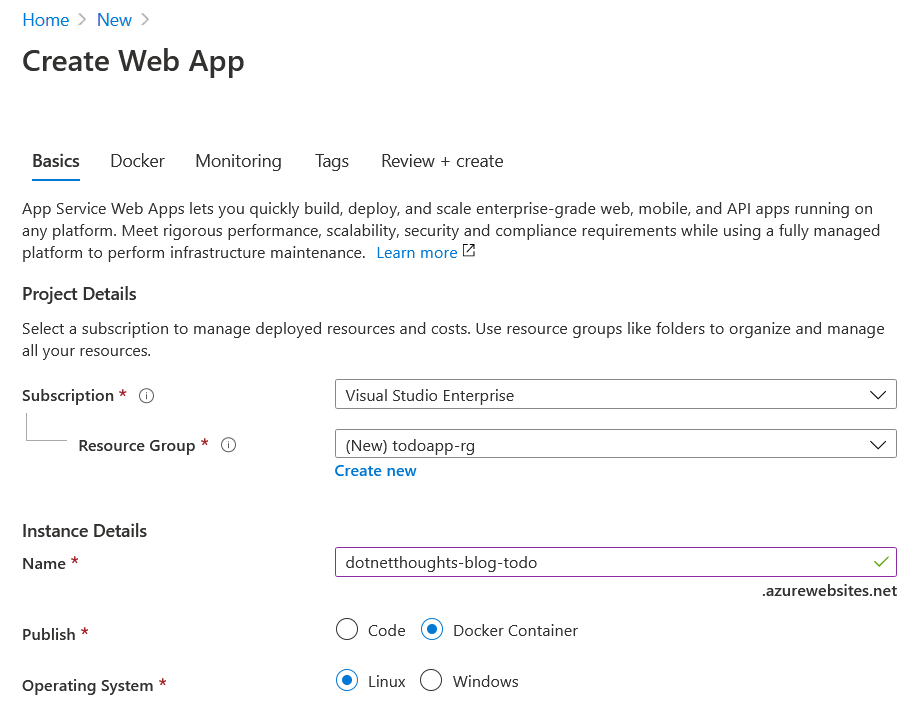 Home > New >
Create Web App
Basics Docker Monitoring Tags Review + create
App Service Web Apps lets you quickly build, deploy, and scale enterprise-grade web, mobile, and API apps running on
any platform. Meet rigorous performance, scalability, security and compliance requirements while using a fully managed
platform to perform infrastructure maintenance. Learn more
Project Details
Select a subscription to manage deployed resources and costs. Use resource groups like folders to organize and manage
all your resources.
Subscription * Visual Studio Enterprise
Resource Group * (New) todoapp-rg
Create new
Instance Details
Name * dotnetthoughts-blog-todo
.azurewebsites.net
Publish * Code Docker Container
Operating System * Linux Windows